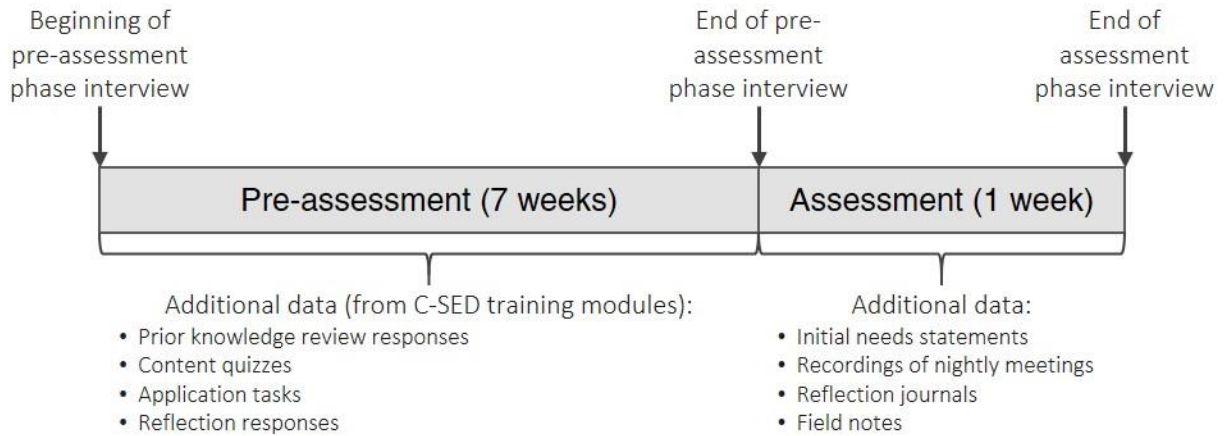 Beginning of
pre-assessment
phase interview
End of pre-
assessment
phase interview
End of
assessment
phase interview
Pre-assessment (7 weeks)
Assessment (1 week)
Additional data (from C-SED training modules):
• Prior knowledge review responses
• Content quizzes
• Application tasks
• Reflection responses
Additional data:
• Initial needs statements
• Recordings of nightly meetings
• Reflection journals
• Field notes